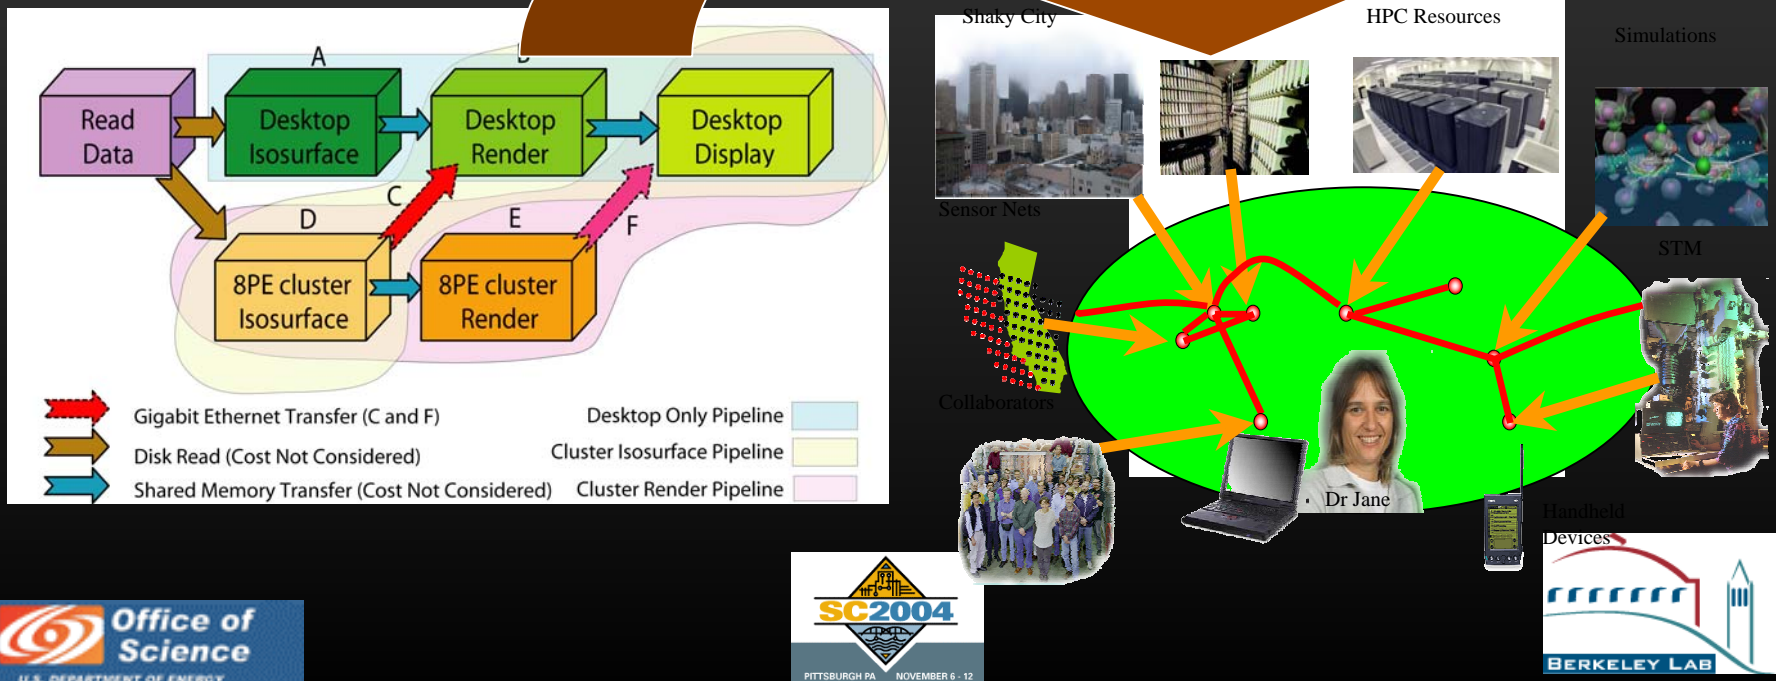 A
Read
Data
Desktop
Isosurface
Desktop
Render
Desktop
Display
C
D
E
F
8PE cluster
Isosurface
8PE cluster
Render
Gigabit Ethernet Transfer (C and F)
Disk Read (Cost Not Considered)
Shared Memory Transfer (Cost Not Considered)
Desktop Only Pipeline
Cluster Isosurface Pipeline
Cluster Render Pipeline
Shaky City
HPC Resources
Simulations
Sensor Nets
STM
Collaborators
Dr Jane
Handheld
Devices
Office of
Science
U.S. DEPARTMENT OF ENERGY
SC2004
PITTSBURGH PA NOVEMBER 6 - 12
BERKELEY LAB